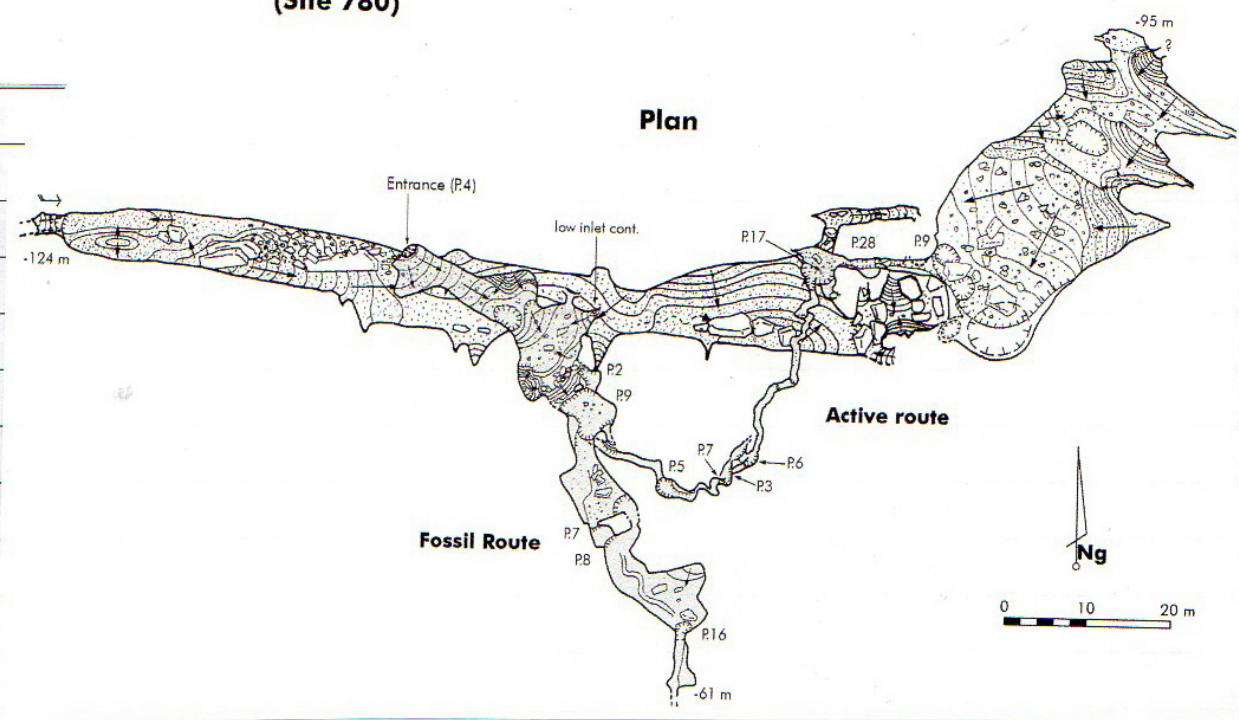 (Site 780)
-95 m
?
Plan
Entrance (P.4)
low inlet cont.
P.17
P.28
P.9
-124 m
P.2
P.9
Active route
P.5
P.7
P.6
P.3
Fossil Route
P.7
P.8
Ng
0 10 20 m
P.16
-61 m